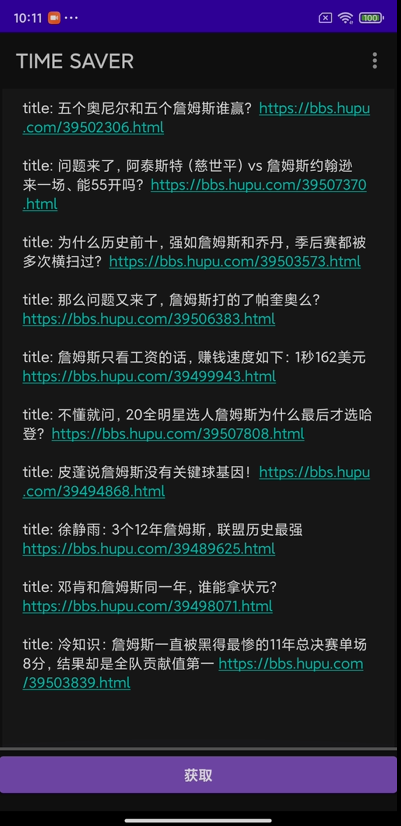 10:11
100
TIME SAVER
title: 五个奥尼尔和五个詹姆斯谁赢？https://bbs.hupu
.com/39502306.html
title: 问题来了，阿泰斯特（慈世平）vs 詹姆斯约翰逊
来一场、能55开吗？https://bbs.hupu.com/39507370
.html
title: 为什么历史前十，强如詹姆斯和乔丹，季后赛都被
多次横扫过？https://bbs.hupu.com/39503573.html
title: 那么问题又来了，詹姆斯打的了帕奎奥么？
https://bbs.hupu.com/39506383.html
title: 詹姆斯只看工资的话，赚钱速度如下：1秒162美元
https://bbs.hupu.com/39499943.html
title: 不懂就问，20全明星选人詹姆斯为什么最后才选哈
登？https://bbs.hupu.com/39507808.html
title: 皮蓬说詹姆斯没有关键球基因！https://bbs.hupu
.com/39494868.html
title: 徐静雨：3个12年詹姆斯，联盟历史最强
https://bbs.hupu.com/39489625.html
title: 邓肯和詹姆斯同一年，谁能拿状元？
https://bbs.hupu.com/39498071.html
title: 冷知识：詹姆斯一直被黑得最惨的11年总决赛单场
8分，结果却是全队贡献值第一 https://bbs.hupu.com
/39503839.html
获取